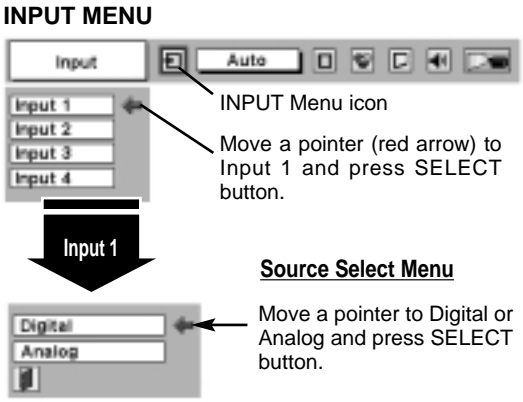 INPUT MENU
Input Auto
INPUT Menu icon
Input 1
Input 2
Input 3
Input 4
Move a pointer (red arrow) to
Input 1 and press SELECT
button.
Input 1
Source Select Menu
Digital
Analog
Move a pointer to Digital or
Analog and press SELECT
button.